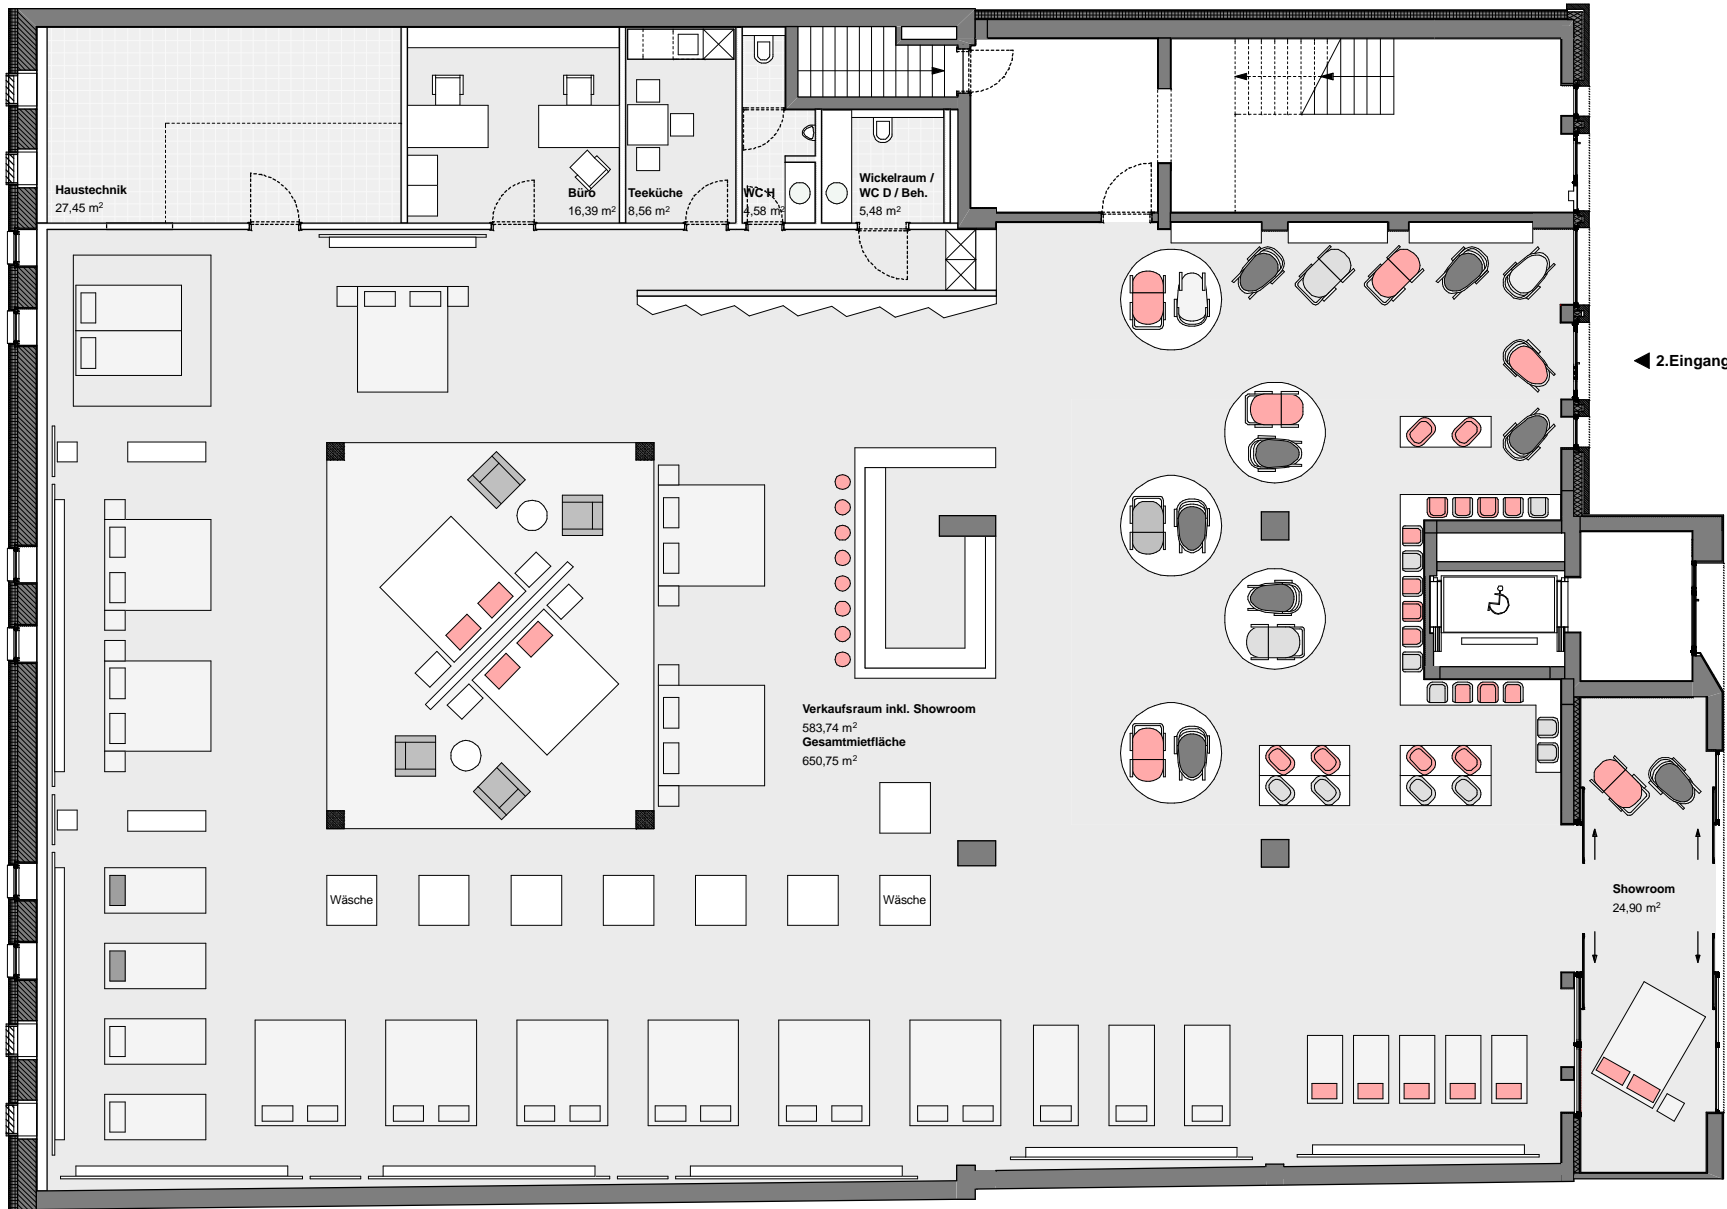 Haustechnik
27,45 m²
Büro
16,39 m²
Teeküche
8,56 m²
WC H
4,58 m²
Wickelraum /
WC D / Beh.
5,48 m²
2.Eingang
Verkaufsraum inkl. Showroom
583,74 m²
Gesamtmietfläche
650,75 m²
Wäsche
Wäsche
Showroom
24,90 m²